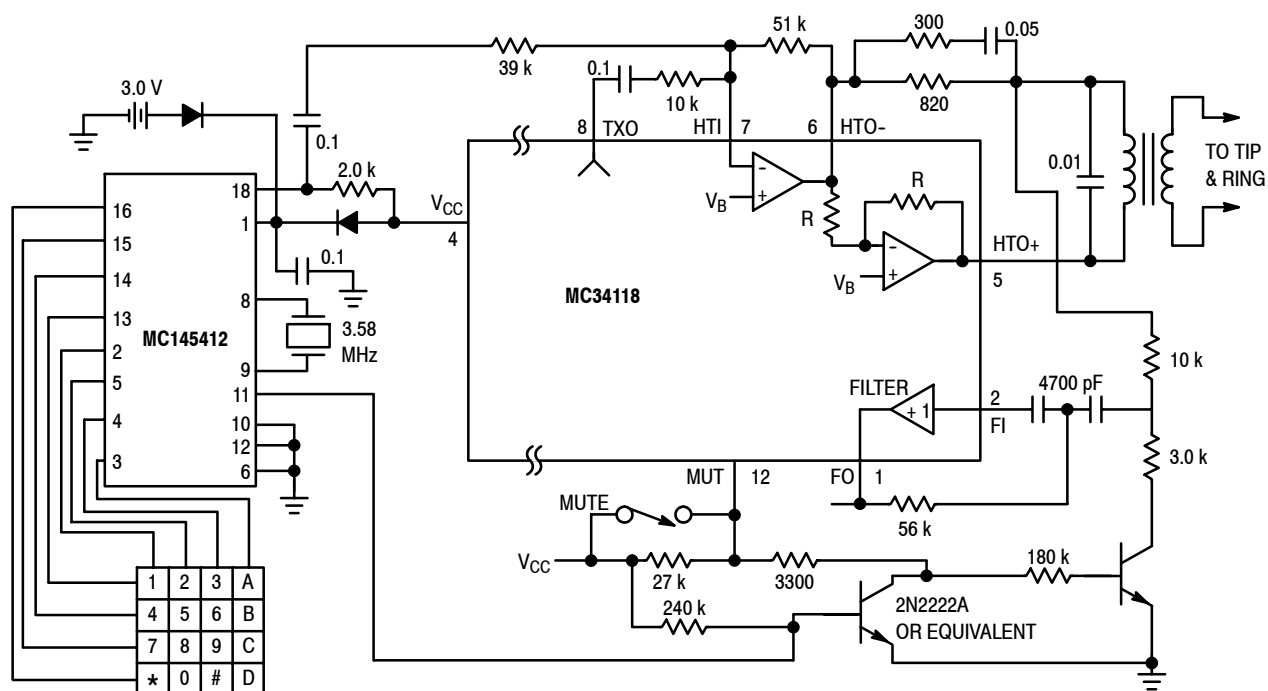 51 k
300
0.05
39 k
0.1
10 k
820
3.0 V
0.1
8
TXO
HTI
7
6
HTO–
0.01
TO TIP
& RING
2.0 k
18
VCC
4
VB
–
+
R
R
–
+
VB
HTO+
5
16
15
14
13
2
5
4
3
1
0.1
8
9
11
10
12
6
MC145412
3.58
MHz
MC34118
FILTER
+ 1
2
FI
4700 pF
10 k
3.0 k
MUT
12
FO
1
56 k
MUTE
VCC
27 k
3300
240 k
180 k
2N2222A
OR EQUIVALENT
1 2 3 A
4 5 6 B
7 8 9 C
* 0 # D